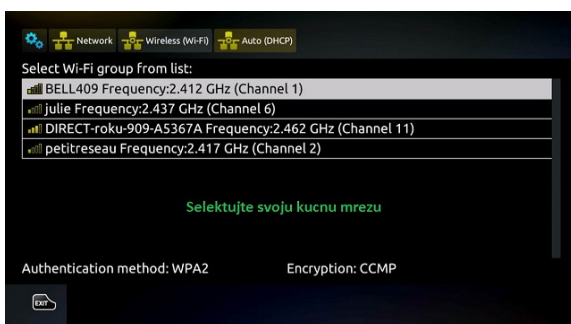 Network Wireless (Wi-Fi) Auto (DHCP)
Select Wi-Fi group from list:
BELL409 Frequency:2.412 GHz (Channel 1)
julie Frequency:2.437 GHz (Channel 6)
DIRECT-roku-909-A5367A Frequency:2.462 GHz (Channel 11)
petitreseau Frequency:2.417 GHz (Channel 2)
Selektujte svoju kucnu mrezu
Authentication method: WPA2 Encryption: CCMP
EXIT